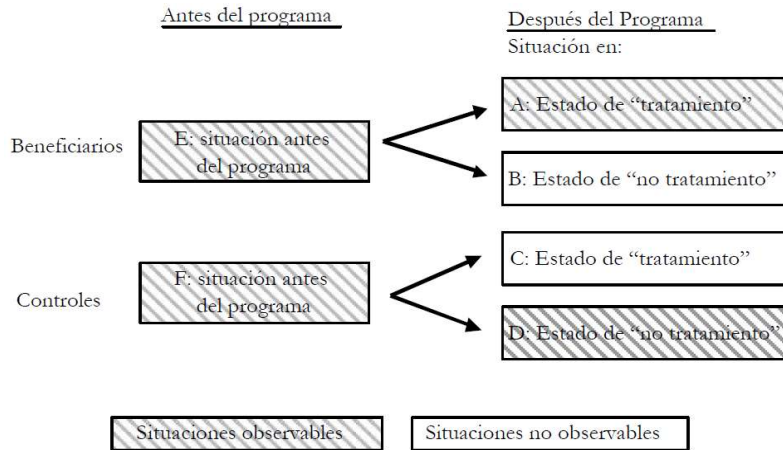 Antes del programa
Después del Programa
Situación en:
A: Estado de “tratamiento”
Beneficiarios
E: situación antes
del programa
B: Estado de “no tratamiento”
C: Estado de “tratamiento”
Controles
F: situación antes
del programa
D: Estado de “no tratamiento”
Situaciones observables
Situaciones no observables